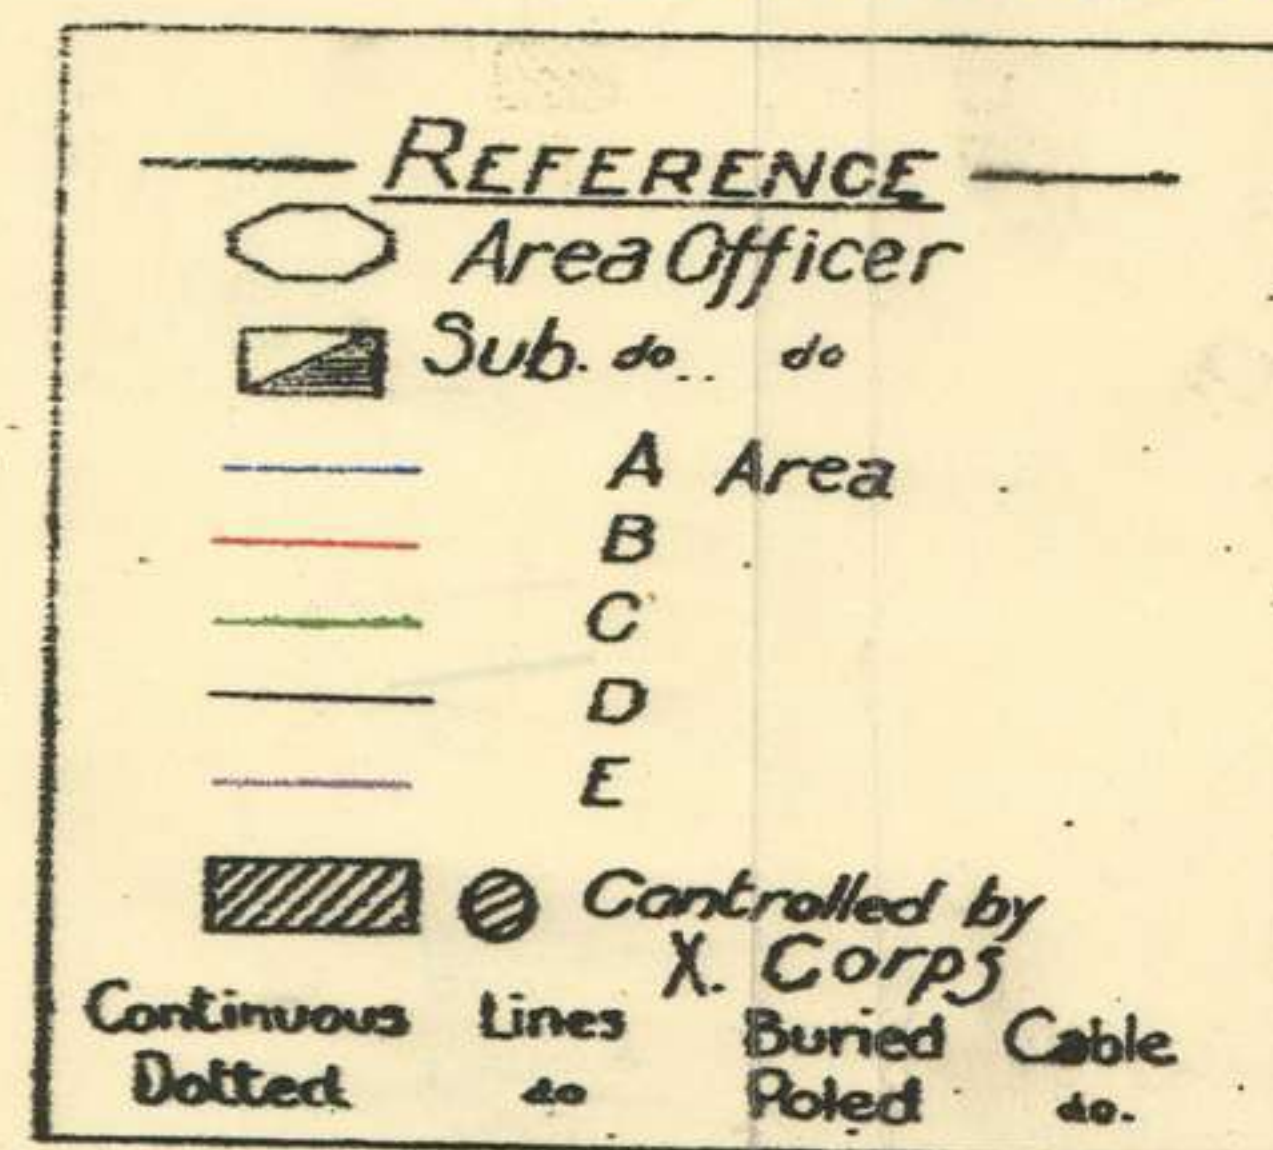 REFERENCE
Area Officer
Sub. do.. do
A Area
B
C
D
E
Controlled by
X. Corps
Continuous Lines Buried Cable
Dotted do Poled do.